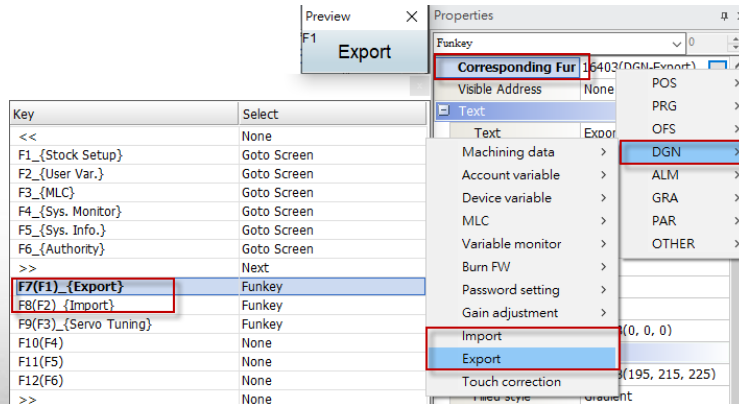 Preview
F1
Export
Properties
Funkey
0
Corresponding Fur
16403(DGN-Export)
Visible Address
None
Text
Text
Key
Select
<<
None
F1_{Stock Setup}
Goto Screen
F2_{User Var.}
Goto Screen
F3_{MLC}
Goto Screen
F4_{Sys. Monitor}
Goto Screen
F5_{Sys. Info.}
Goto Screen
F6_{Authority}
Goto Screen
>>
Next
F7(F1)_{Export}
Funkey
F8(F2)_{Import}
Funkey
F9(F3)_{Servo Tuning}
Funkey
F10(F4)
None
F11(F5)
None
F12(F6)
None
>>
None
Machining data
Account variable
Device variable
MLC
Variable monitor
Burn FW
Password setting
Gain adjustment
Import
Export
Touch correction
POS
PRG
OFS
DGN
ALM
GRA
PAR
OTHER
(0, 0, 0)
(195, 215, 225)